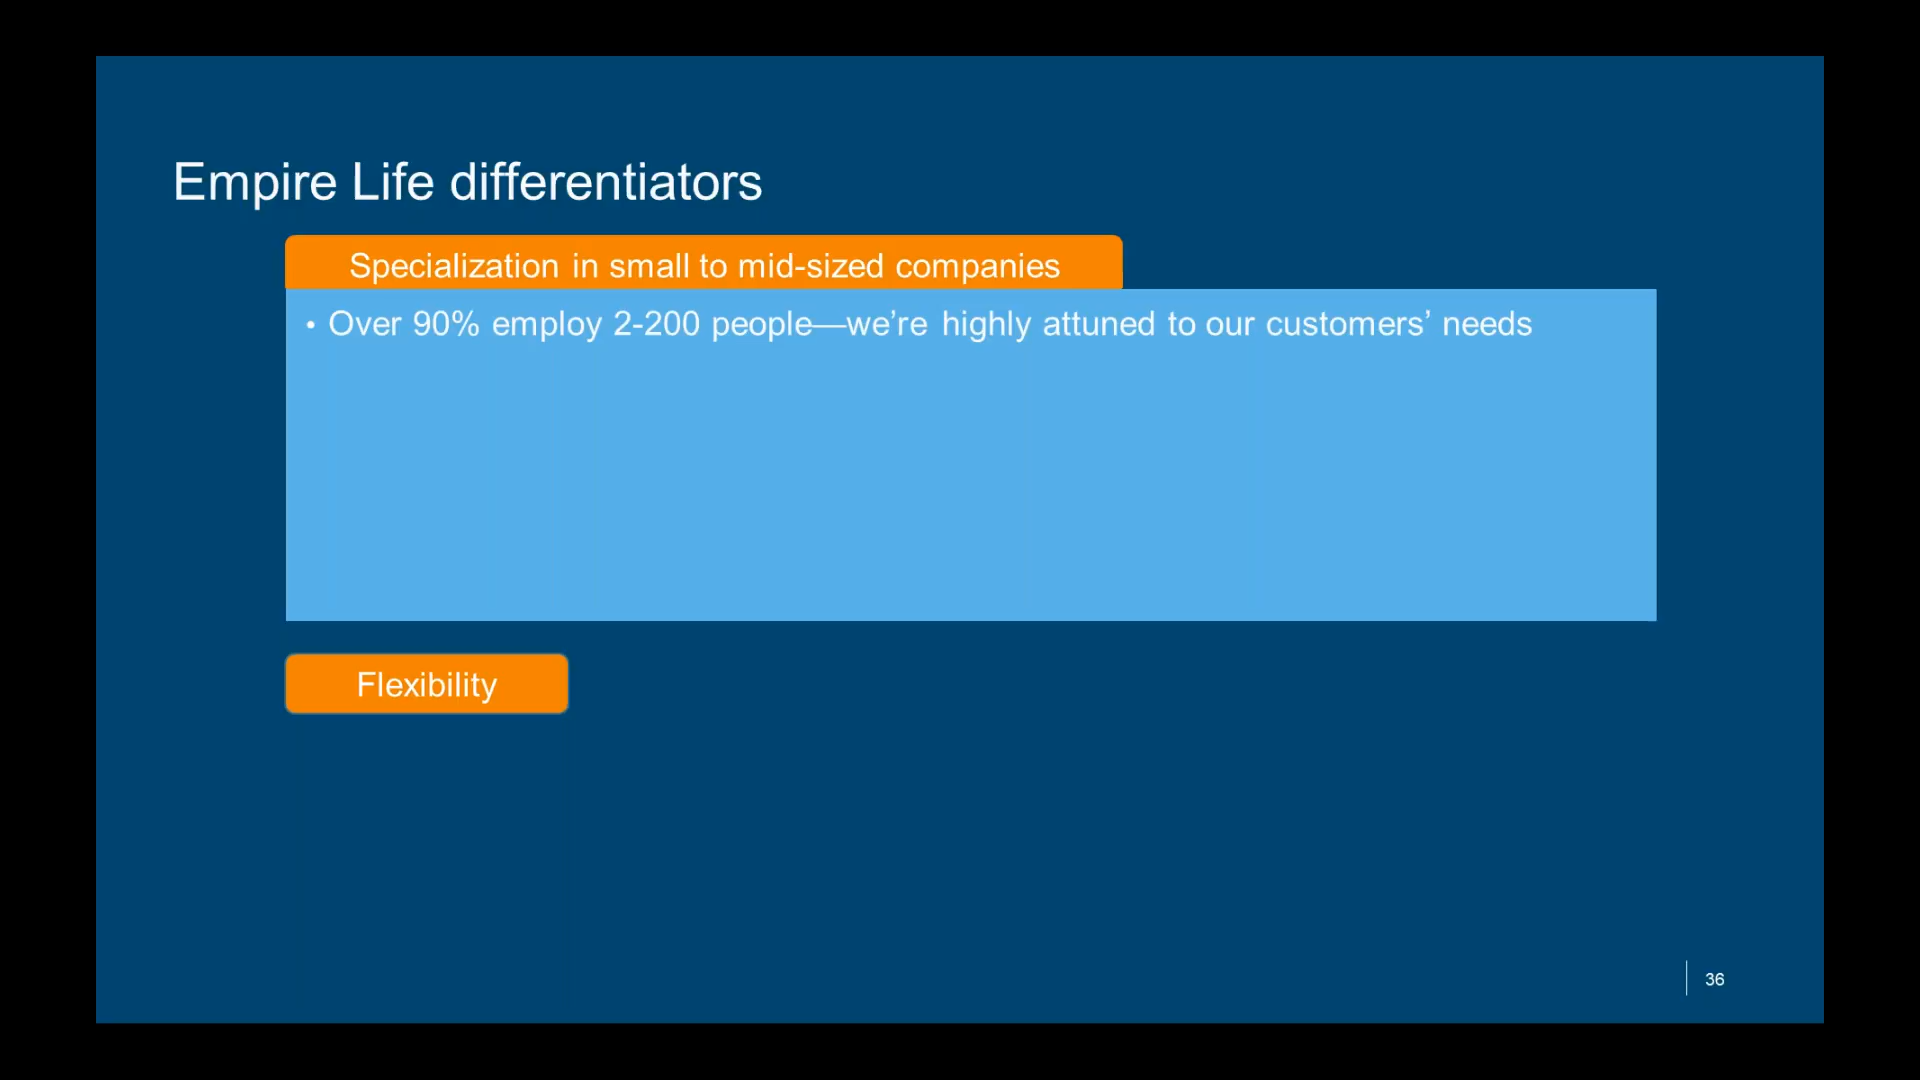 Empire Life differentiators
Specialization in small to mid-sized companies
• Over 90% employ 2-200 people—we’re highly attuned to our customers’ needs
Flexibility
36